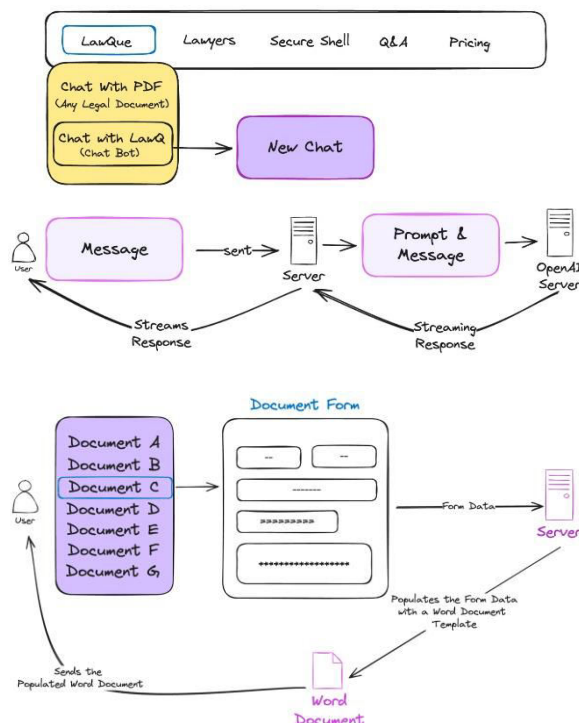 LawQue Lawyers Secure Shell Q&A Pricing
Chat With PDF
(Any Legal Document)
Chat with LawQ
(Chat Bot)
New Chat
User
Message
sent
Server
Prompt &
Message
OpenAI
Server
Streams
Response
Streaming
Response
Document Form
User
Document A
Document B
Document C
Document D
Document E
Document F
Document G
--
--
-------
»»»»»»»»»
******************
Form Data
Server
Populates the Form Data
with a Word Document
Template
Sends the
Populated Word Document
Word
Document